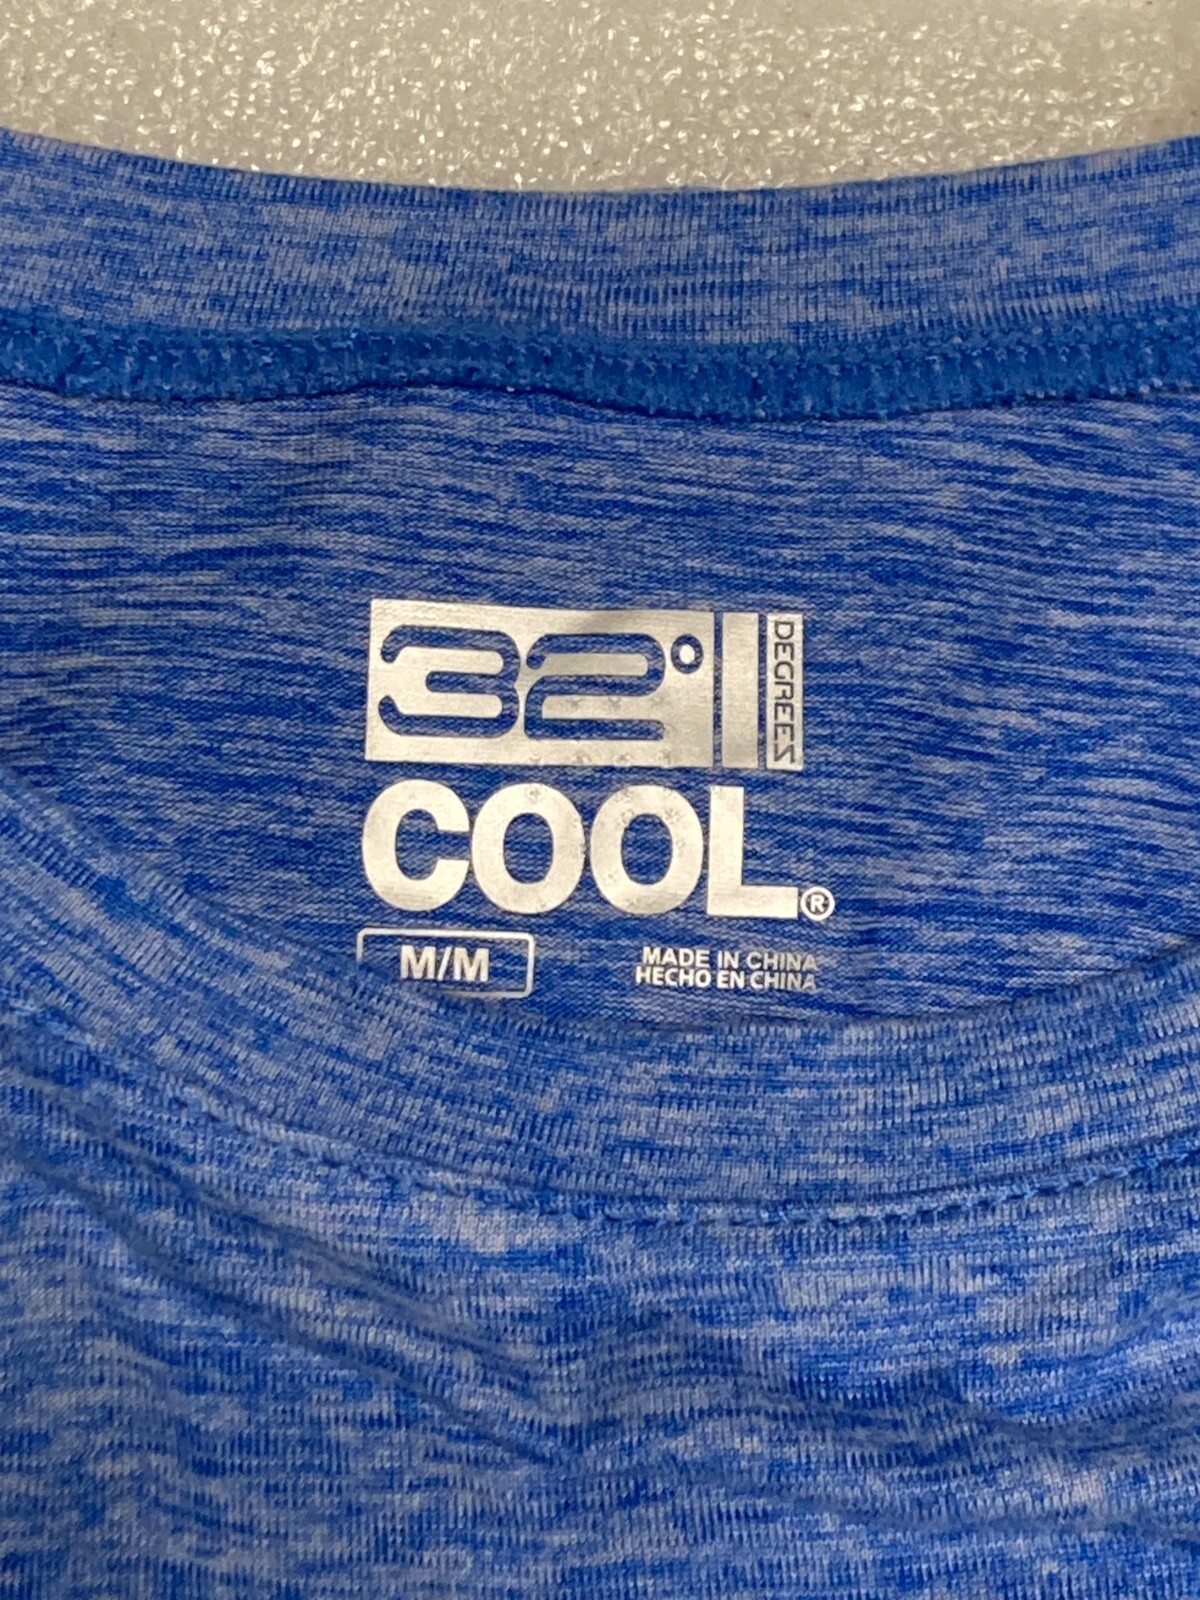 32° DEGREES
COOL®
M/M
MADE IN CHINA
HECHO EN CHINA